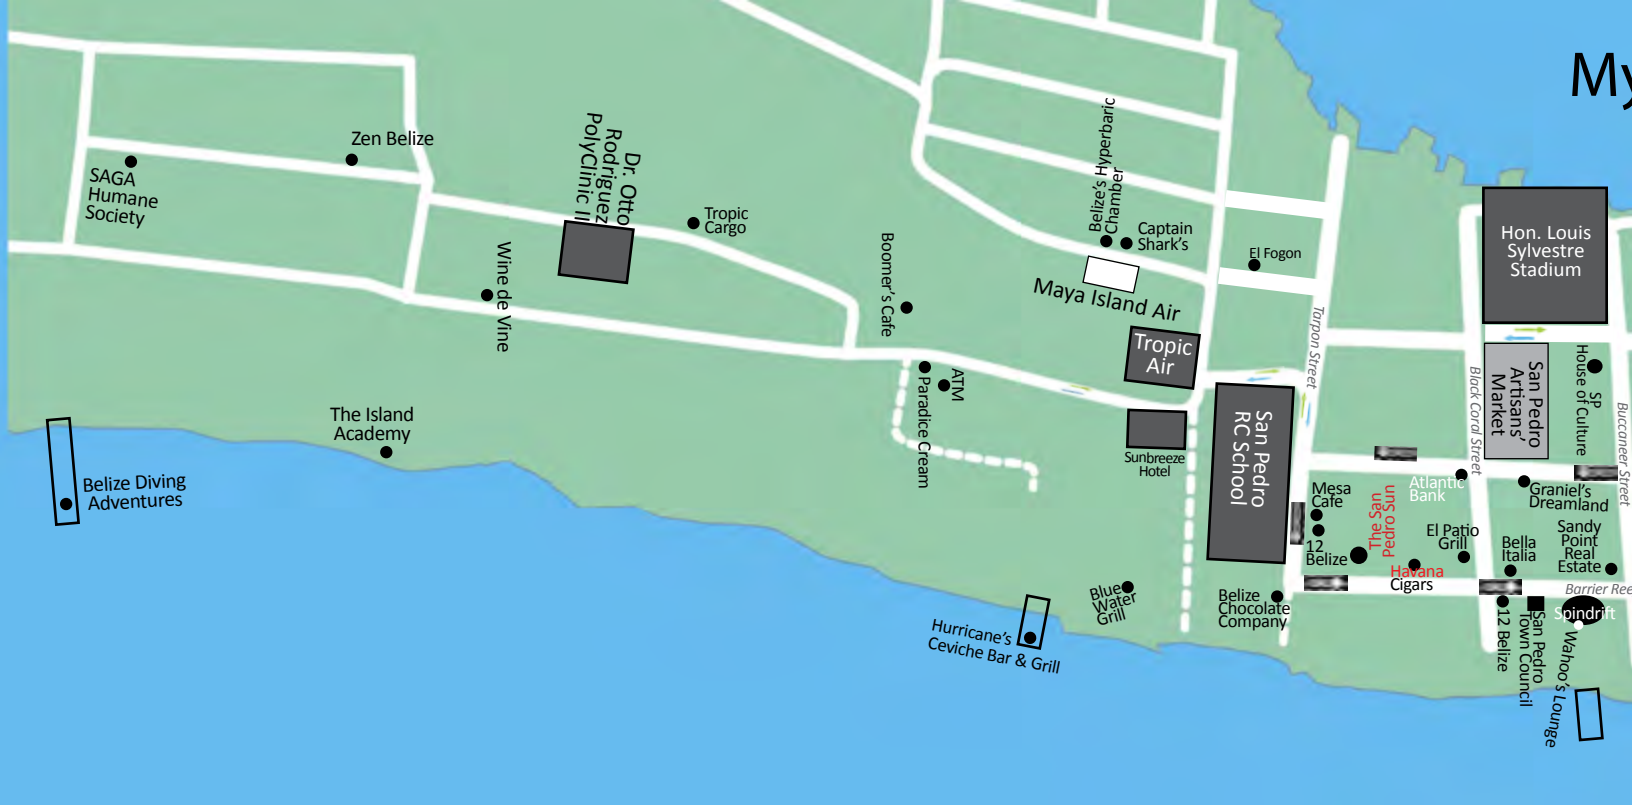 My
Zen Belize
SAGA
Humane
Society
Dr. Otto
Rodriguez
PolyClinic II
Tropic
Cargo
Wine de Vine
Boomer's Cafe
Belize's Hyperbaric
Chamber
Captain
Shark's
El Fogon
Maya Island Air
Tropic
Air
Hon. Louis
Sylvestre
Stadium
Tarpon Street
Black Coral Street
San Pedro
Artisans'
Market
SP
House of Culture
Buccaneer Street
ATM
Paradice Cream
Sunbreeze
Hotel
San Pedro
RC School
The Island
Academy
Belize Diving
Adventures
Mesa
Cafe
12
Belize
The San
Pedro Sun
Atlantic
Bank
Graniel's
Dreamland
El Patio
Grill
Bella
Italia
Sandy
Point
Real
Estate
Havana
Cigars
Barrier Ree
Blue
Water
Grill
Belize
Chocolate
Company
Hurricane's
Ceviche Bar & Grill
12 Belize
San Pedro
Town Council
Spindrift
Wahoo's Lounge